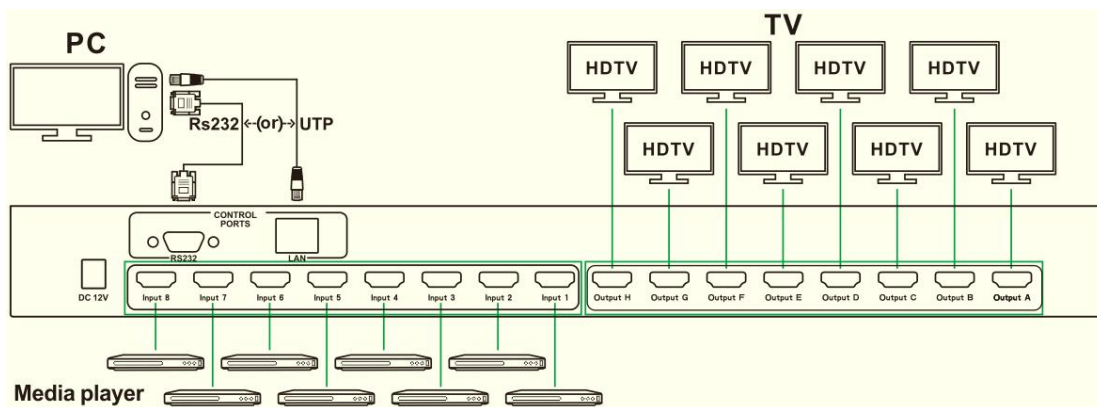 PC
TV
HDTV HDTV HDTV HDTV
Rs232 <--(or)--> UTP
HDTV HDTV HDTV HDTV
CONTROL
PORTS
RS232 LAN
DC 12V
Input 8 Input 7 Input 6 Input 5 Input 4 Input 3 Input 2 Input 1 Output H Output G Output F Output E Output D Output C Output B Output A
Media player